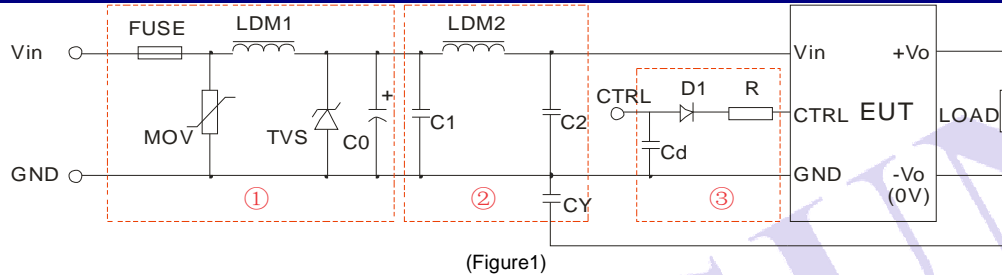 FUSE
LDM1
LDM2
Vin
Vin
+Vo
D1
R
CTRL
CTRL
EUT
LOAD
MOV
TVS
C0
+
C1
C2
Cd
GND
GND
-Vo
(0V)
①
②
③
CY
(Figure1)